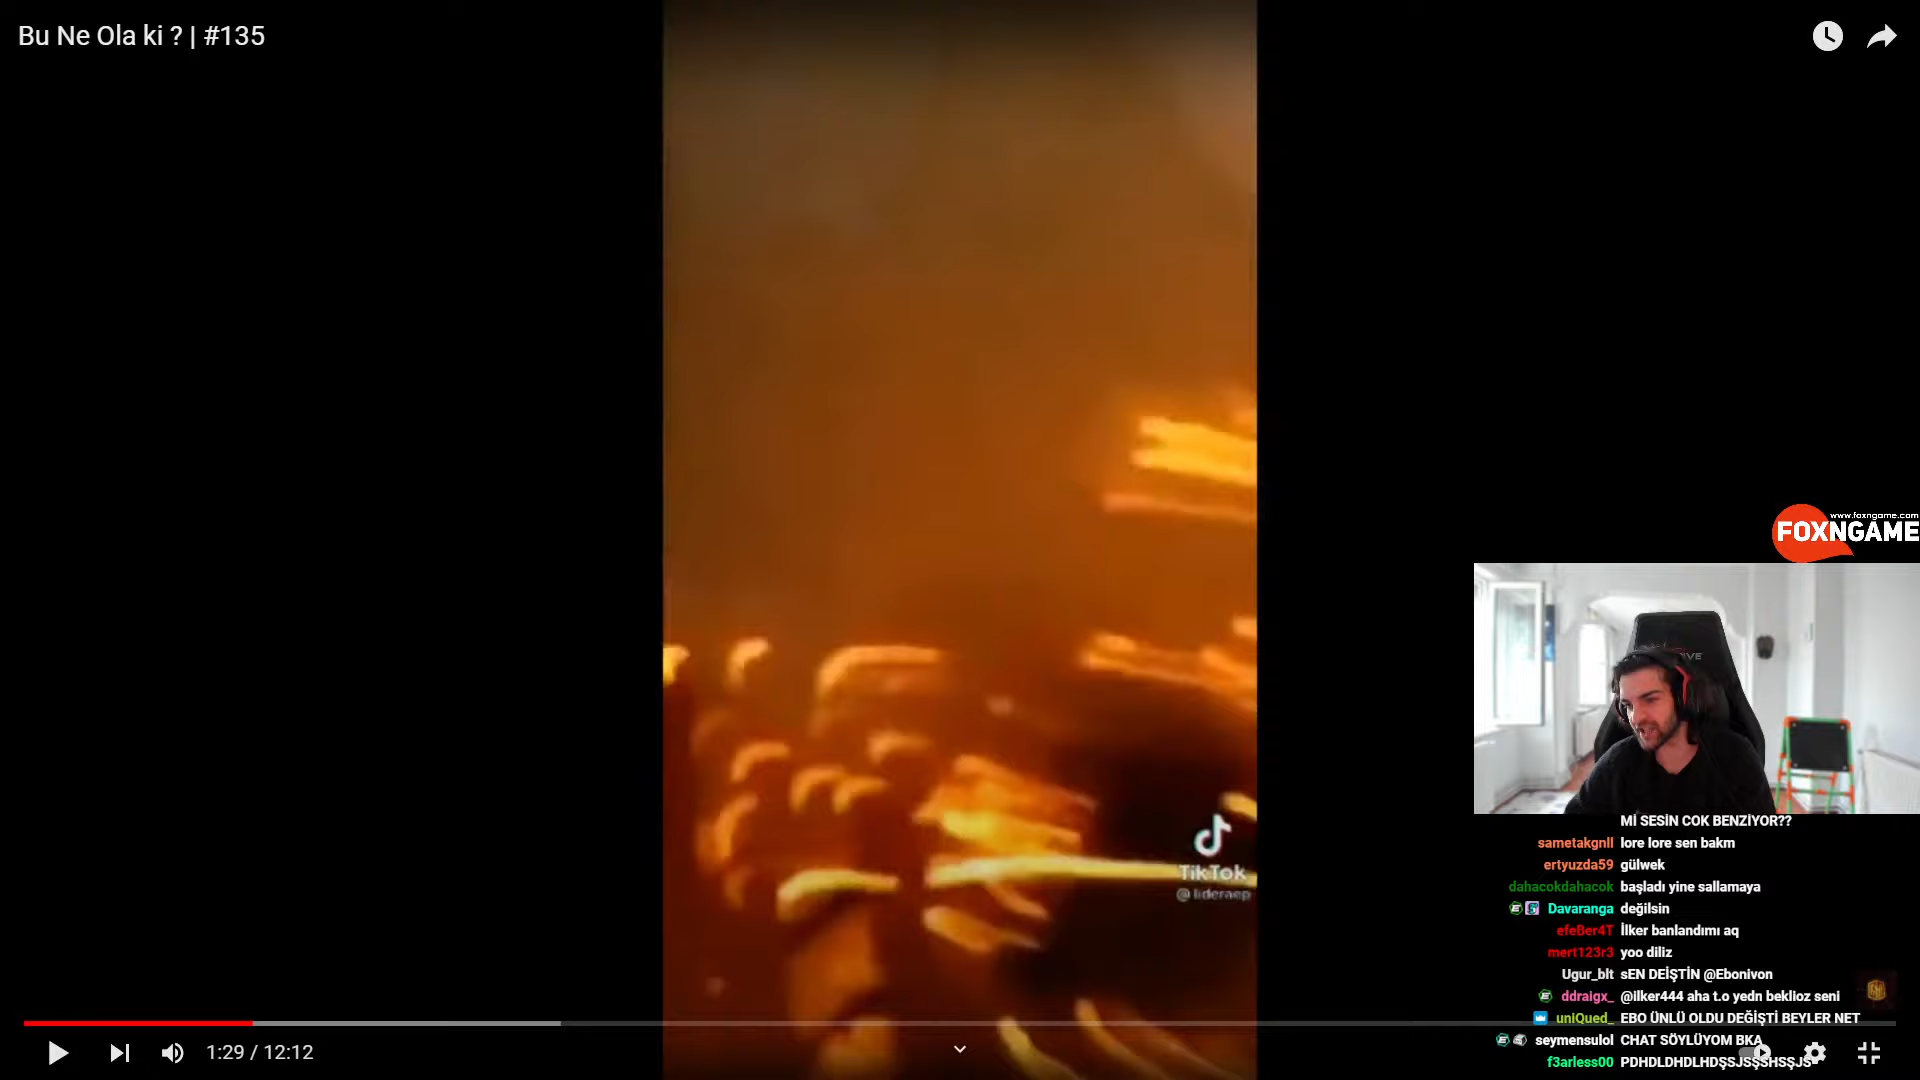 Bu Ne Ola ki ? | #135
www.foxngame.com
FOXNGAME
TikTok
@lideraep
Mİ SESİN COK BENZİYOR??
sametakgnll lore lore sen bakm
ertyuzda59 gülwek
dahacokdahacok başladı yine sallamaya
Davaranga değilsin
efeBer4T İlker banlandımı aq
mert123r3 yoo diliz
Ugur_blt sEN DEİŞTİN @Ebonivon
ddraigx_ @ilker444 aha t.o yedn beklioz seni
uniQued_ EBO ÜNLÜ OLDU DEĞİŞTİ BEYLER NET
seymensulol CHAT SÖYLÜYOM BKA
f3arless00 PDHDLDHDLHDŞSJSŞSHSŞJS
1:29 / 12:12